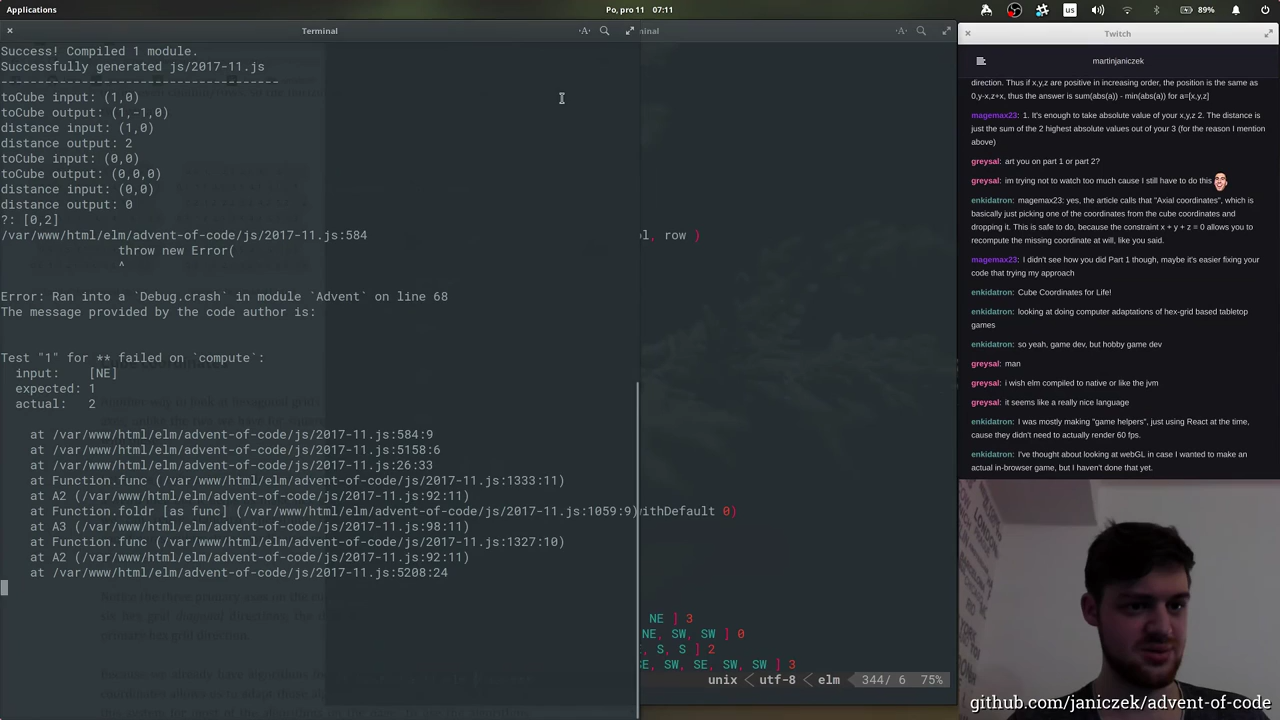 Applications
Po, pro 11 07:11
us
89%
Terminal
Success! Compiled 1 module.
Successfully generated js/2017-11.js
------------------------------------
toCube input: (1,0)
toCube output: (1,-1,0)
distance input: (1,0)
distance output: 2
toCube input: (0,0)
toCube output: (0,0,0)
distance input: (0,0)
distance output: 0
?: [0,2]
/var/www/html/elm/advent-of-code/js/2017-11.js:584
throw new Error(
^
Error: Ran into a `Debug.crash` in module `Advent` on line 68
The message provided by the code author is:
Test "1" for ** failed on `compute`:
input: [NE]
expected: 1
actual: 2
at /var/www/html/elm/advent-of-code/js/2017-11.js:584:9
at /var/www/html/elm/advent-of-code/js/2017-11.js:5158:6
at /var/www/html/elm/advent-of-code/js/2017-11.js:26:33
at Function.func (/var/www/html/elm/advent-of-code/js/2017-11.js:1333:11)
at A2 (/var/www/html/elm/advent-of-code/js/2017-11.js:92:11)
at Function.foldr [as func] (/var/www/html/elm/advent-of-code/js/2017-11.js:1059:9)
at A3 (/var/www/html/elm/advent-of-code/js/2017-11.js:98:11)
at Function.func (/var/www/html/elm/advent-of-code/js/2017-11.js:1327:10)
at A2 (/var/www/html/elm/advent-of-code/js/2017-11.js:92:11)
at /var/www/html/elm/advent-of-code/js/2017-11.js:5208:24
minal
ol, row )
withDefault 0)
NE ] 3
NE, SW, SW ] 0
E, S, S ] 2
SE, SW, SE, SW, SW ] 3
unix < utf-8 < elm < 344/ 6 75%
Twitch
martinjaniczek
direction. Thus if x,y,z are positive in increasing order, the position is the same as
0,y-x,z+x, thus the answer is sum(abs(a)) - min(abs(a)) for a=[x,y,z]
magemax23: 1. It's enough to take absolute value of your x,y,z 2. The distance is
just the sum of the 2 highest absolute values out of your 3 (for the reason I mention
above)
greysal: art you on part 1 or part 2?
greysal: im trying not to watch too much cause I still have to do this
enkidatron: magemax23: yes, the article calls that "Axial coordinates", which is
basically just picking one of the coordinates from the cube coordinates and
dropping it. This is safe to do, because the constraint x + y + z = 0 allows you to
recompute the missing coordinate at will, like you said.
magemax23: I didn't see how you did Part 1 though, maybe it's easier fixing your
code that trying my approach
enkidatron: Cube Coordinates for Life!
enkidatron: looking at doing computer adaptations of hex-grid based tabletop
games
enkidatron: so yeah, game dev, but hobby game dev
greysal: man
greysal: i wish elm compiled to native or like the jvm
greysal: it seems like a really nice language
enkidatron: I was mostly making "game helpers", just using React at the time,
cause they didn't need to actually render 60 fps.
enkidatron: I've thought about looking at webGL in case I wanted to make an
actual in-browser game, but I haven't done that yet.
github.com/janiczek/advent-of-code